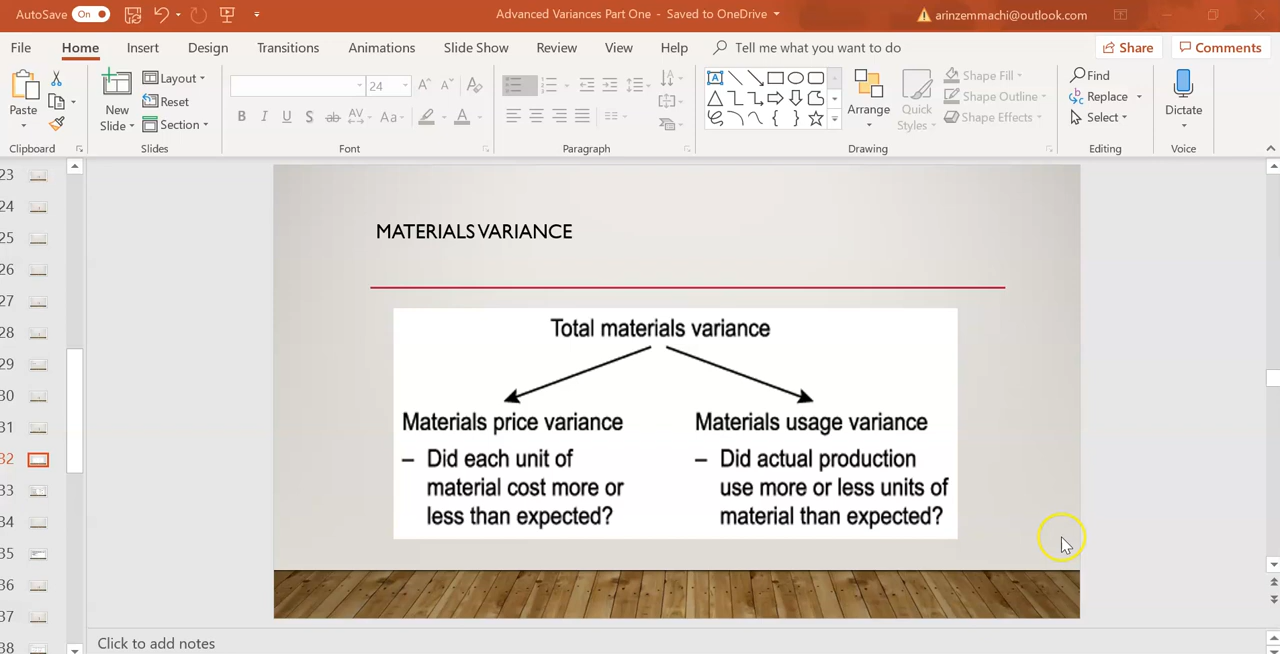 AutoSave On Advanced Variances Part One - Saved to OneDrive arinzemmachi@outlook.com
File Home Insert Design Transitions Animations Slide Show Review View Help Tell me what you want to do Share Comments
Paste
New Slide
Layout
Reset
Section
24
B I U S ab AV Aa A
Arrange
Quick Styles
Shape Fill
Shape Outline
Shape Effects
Find
Replace
Select
Dictate
Clipboard Slides Font Paragraph Drawing Editing Voice
23
24
25
26
27
28
29
30
31
32
33
34
35
36
37
38
MATERIALS VARIANCE
Total materials variance
Materials price variance
– Did each unit of
material cost more or
less than expected?
Materials usage variance
– Did actual production
use more or less units of
material than expected?
Click to add notes